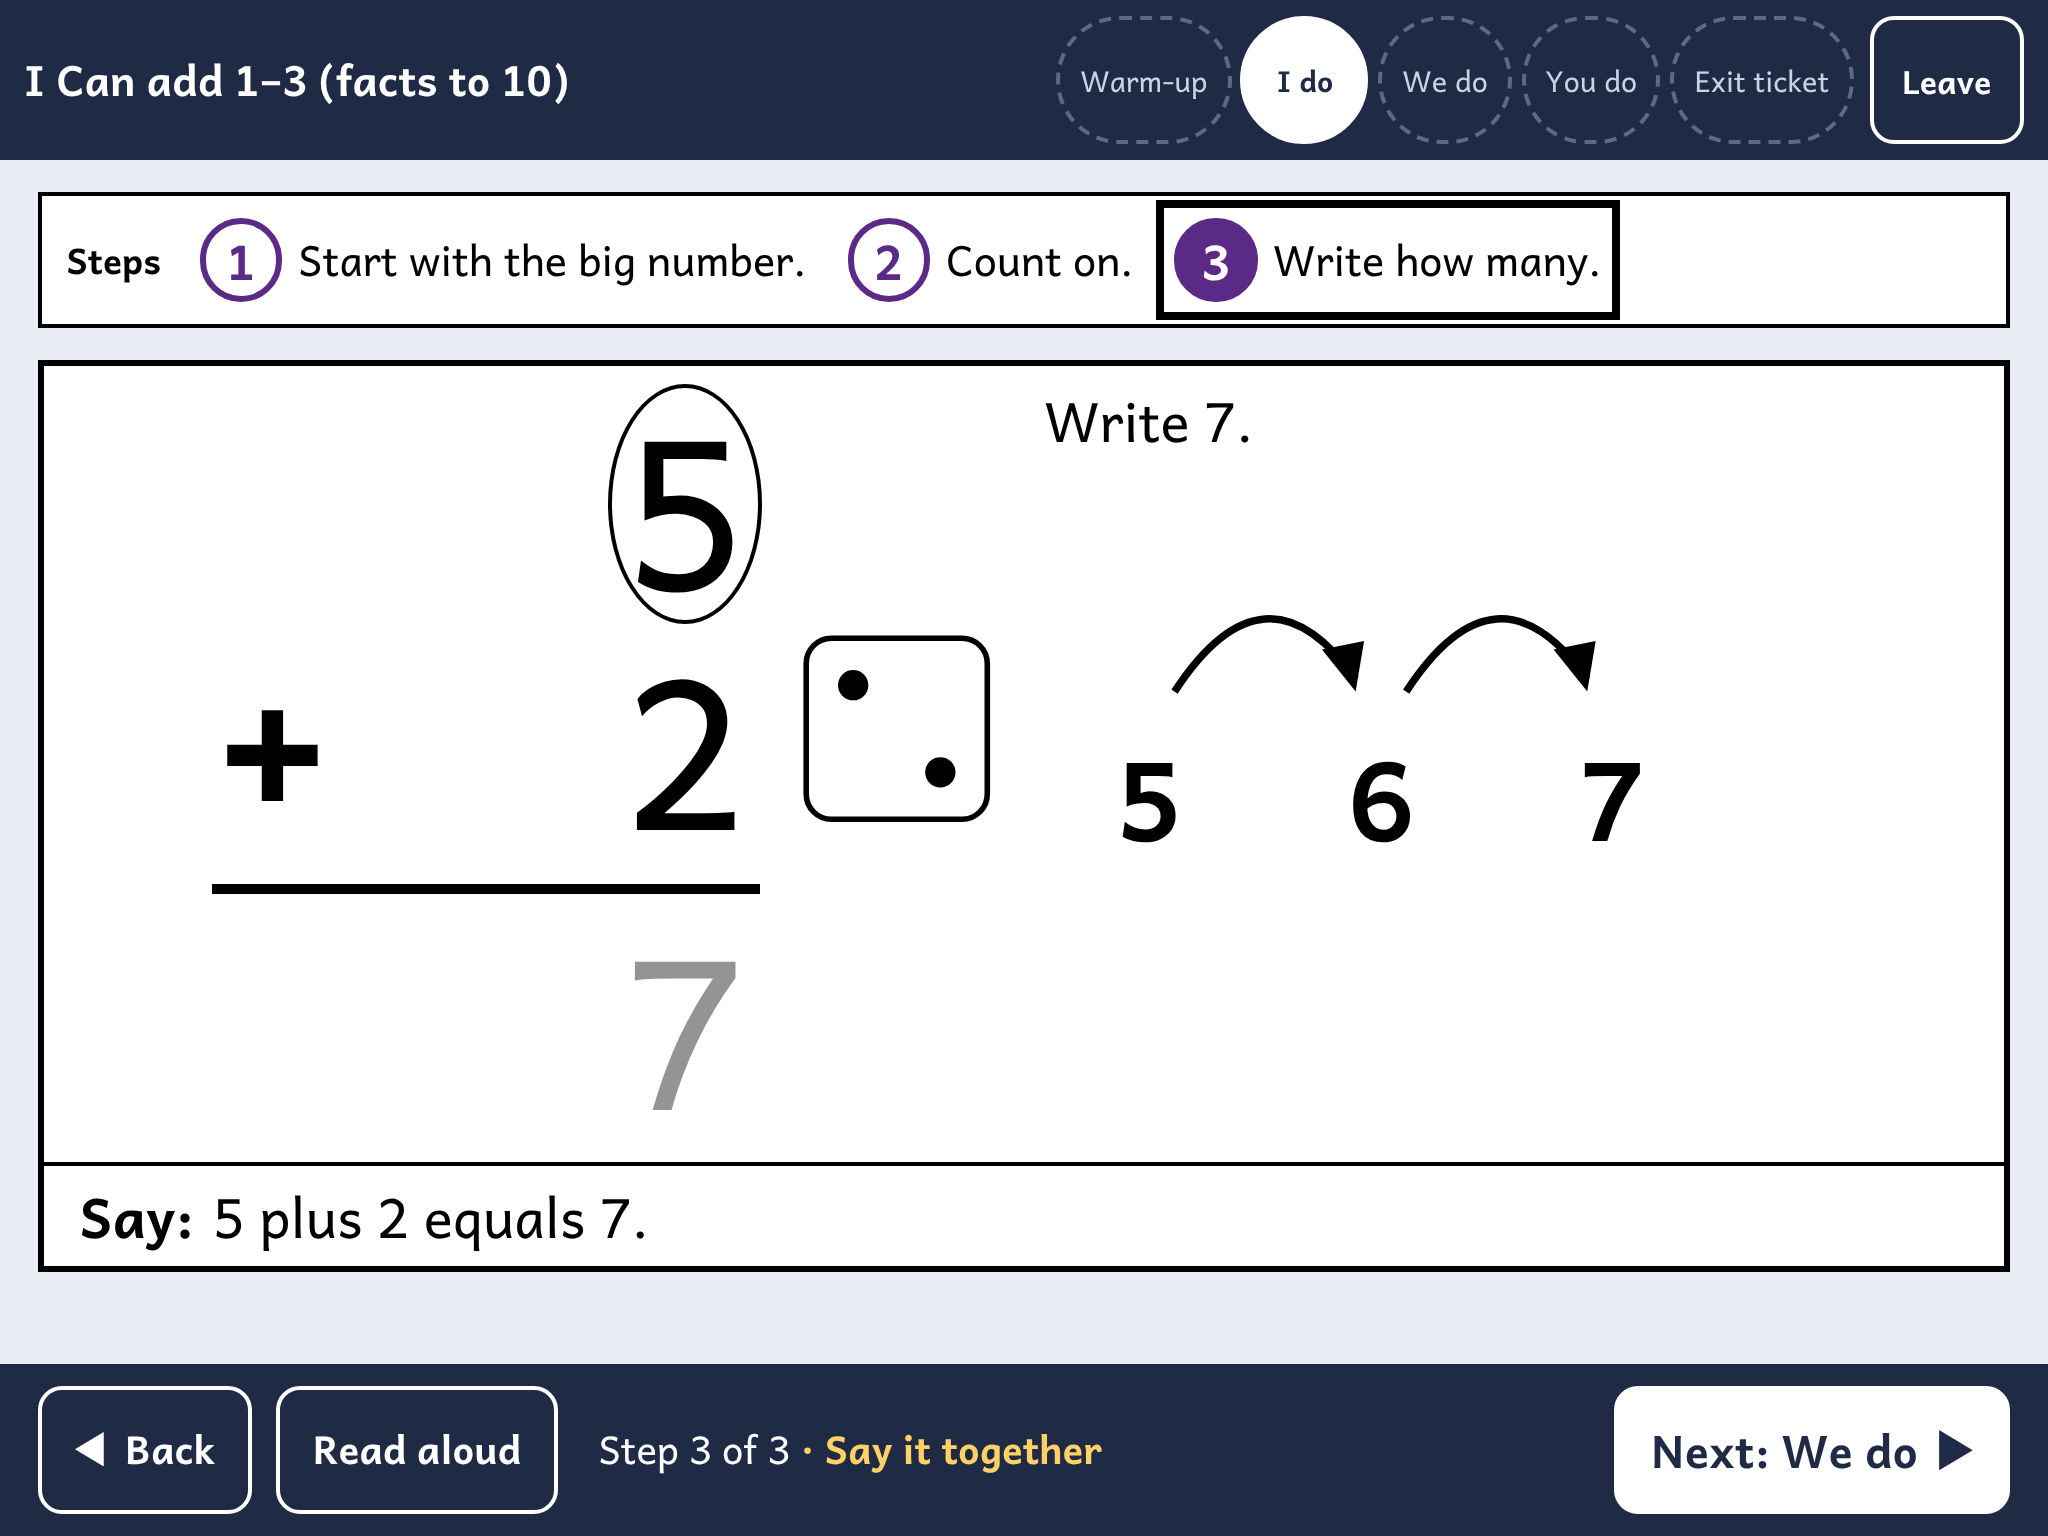 I Can add 1–3 (facts to 10)
Warm-up
I do
We do
You do
Exit ticket
Leave
Steps 1 Start with the big number. 2 Count on. 3 Write how many.
Write 7.
5
+ 2
7
5 6 7
Say: 5 plus 2 equals 7.
Back
Read aloud
Step 3 of 3 · Say it together
Next: We do